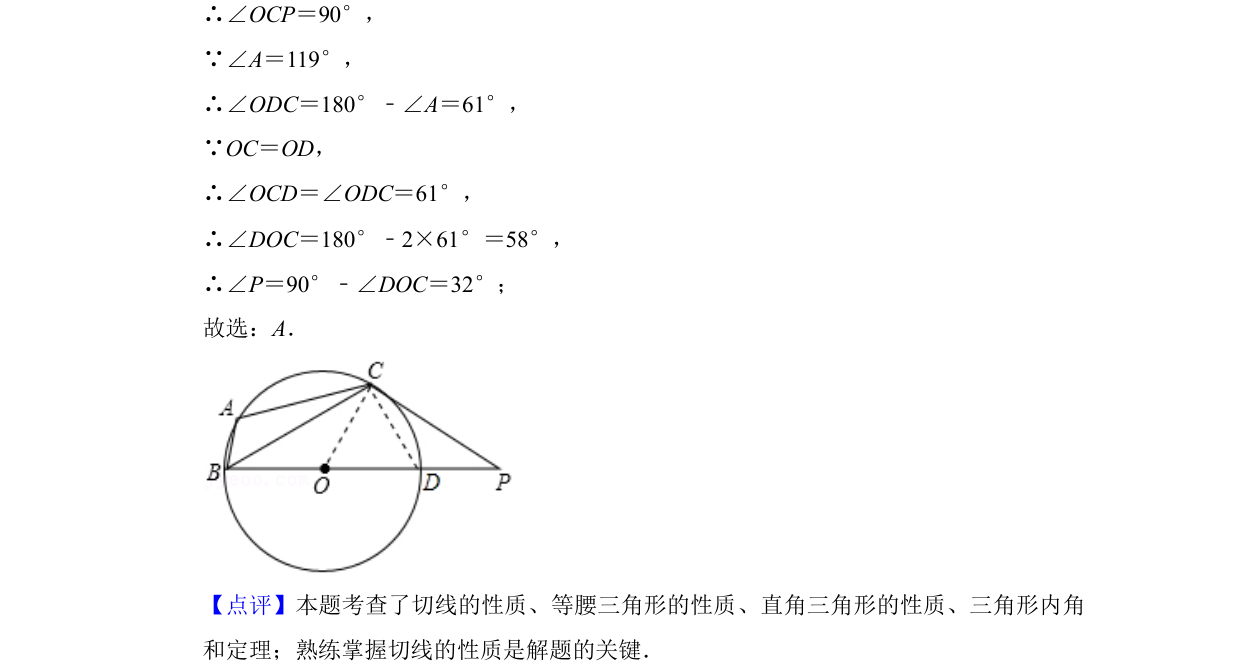 ∴∠OCP＝90°，
∵∠A＝119°，
∴∠ODC＝180°﹣∠A＝61°，
∵OC＝OD，
∴∠OCD＝∠ODC＝61°，
∴∠DOC＝180°﹣2×61°＝58°，
∴∠P＝90°﹣∠DOC＝32°；
故选：A．
C
A
B
O
D
P
【点评】本题考查了切线的性质、等腰三角形的性质、直角三角形的性质、三角形内角
和定理；熟练掌握切线的性质是解题的关键．